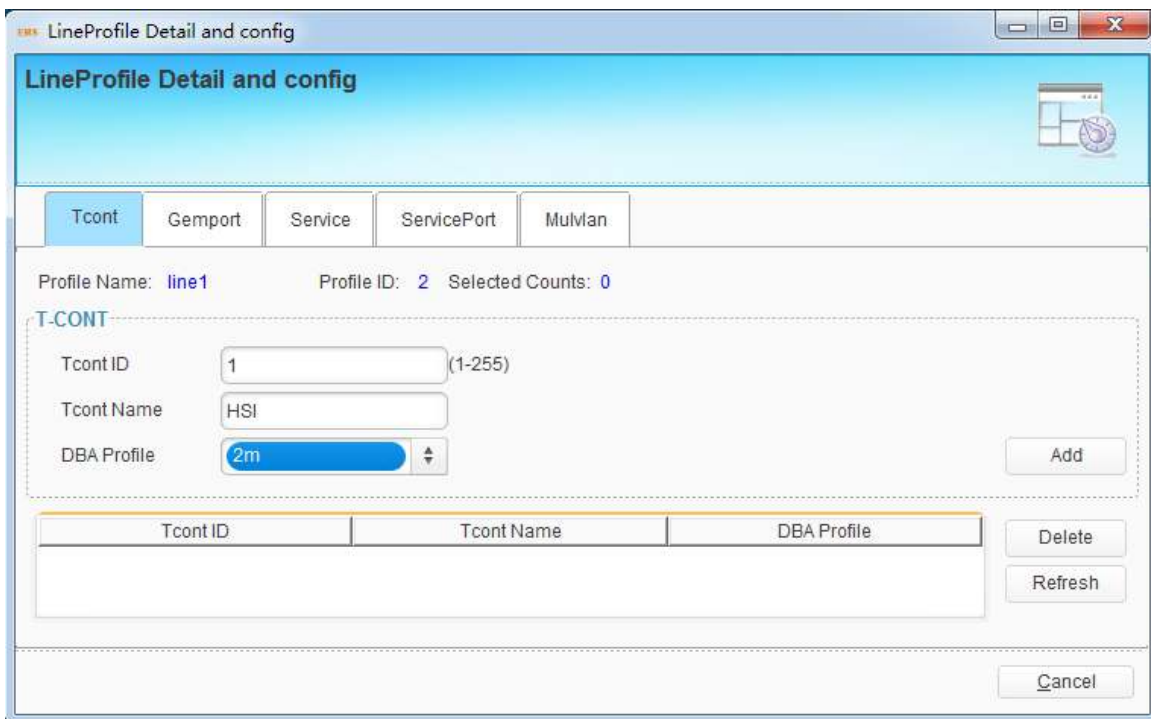 EMS LineProfile Detail and config
LineProfile Detail and config
Tcont Gemport Service ServicePort Mulvlan
Profile Name: line1 Profile ID: 2 Selected Counts: 0
T-CONT
Tcont ID 1 (1-255)
Tcont Name HSI
DBA Profile 2m Add
Tcont ID Tcont Name DBA Profile
Delete
Refresh
Cancel